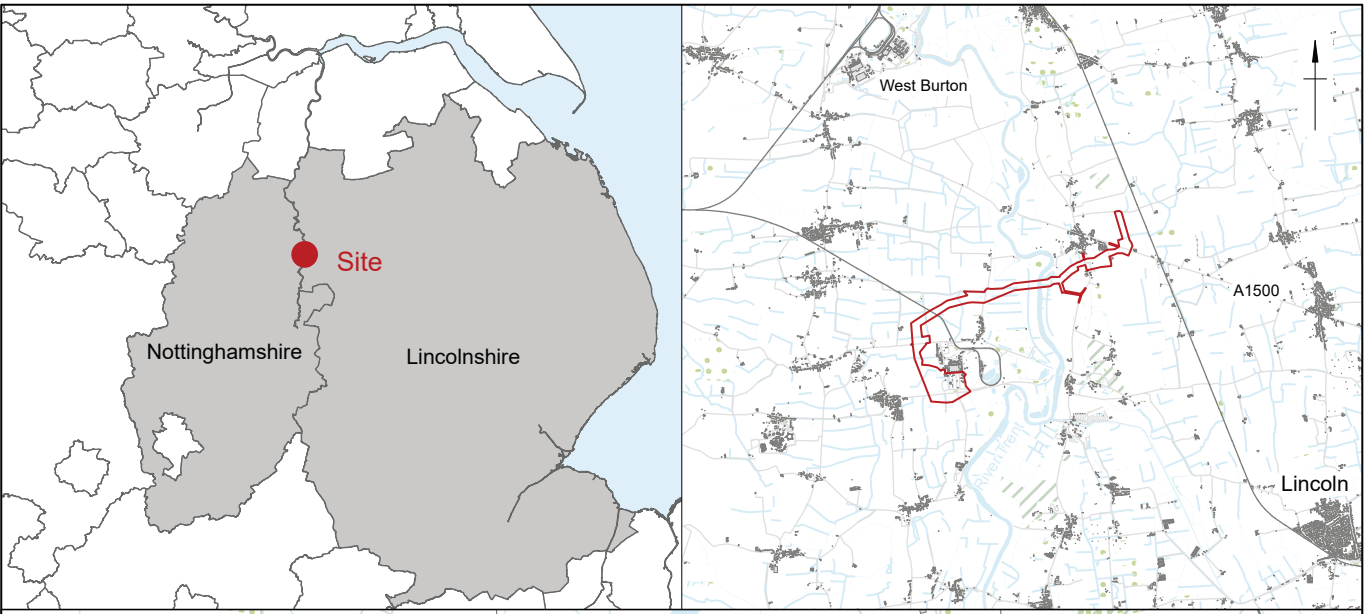 Site
Nottinghamshire
Lincolnshire
West Burton
A1500
River Trent
Lincoln